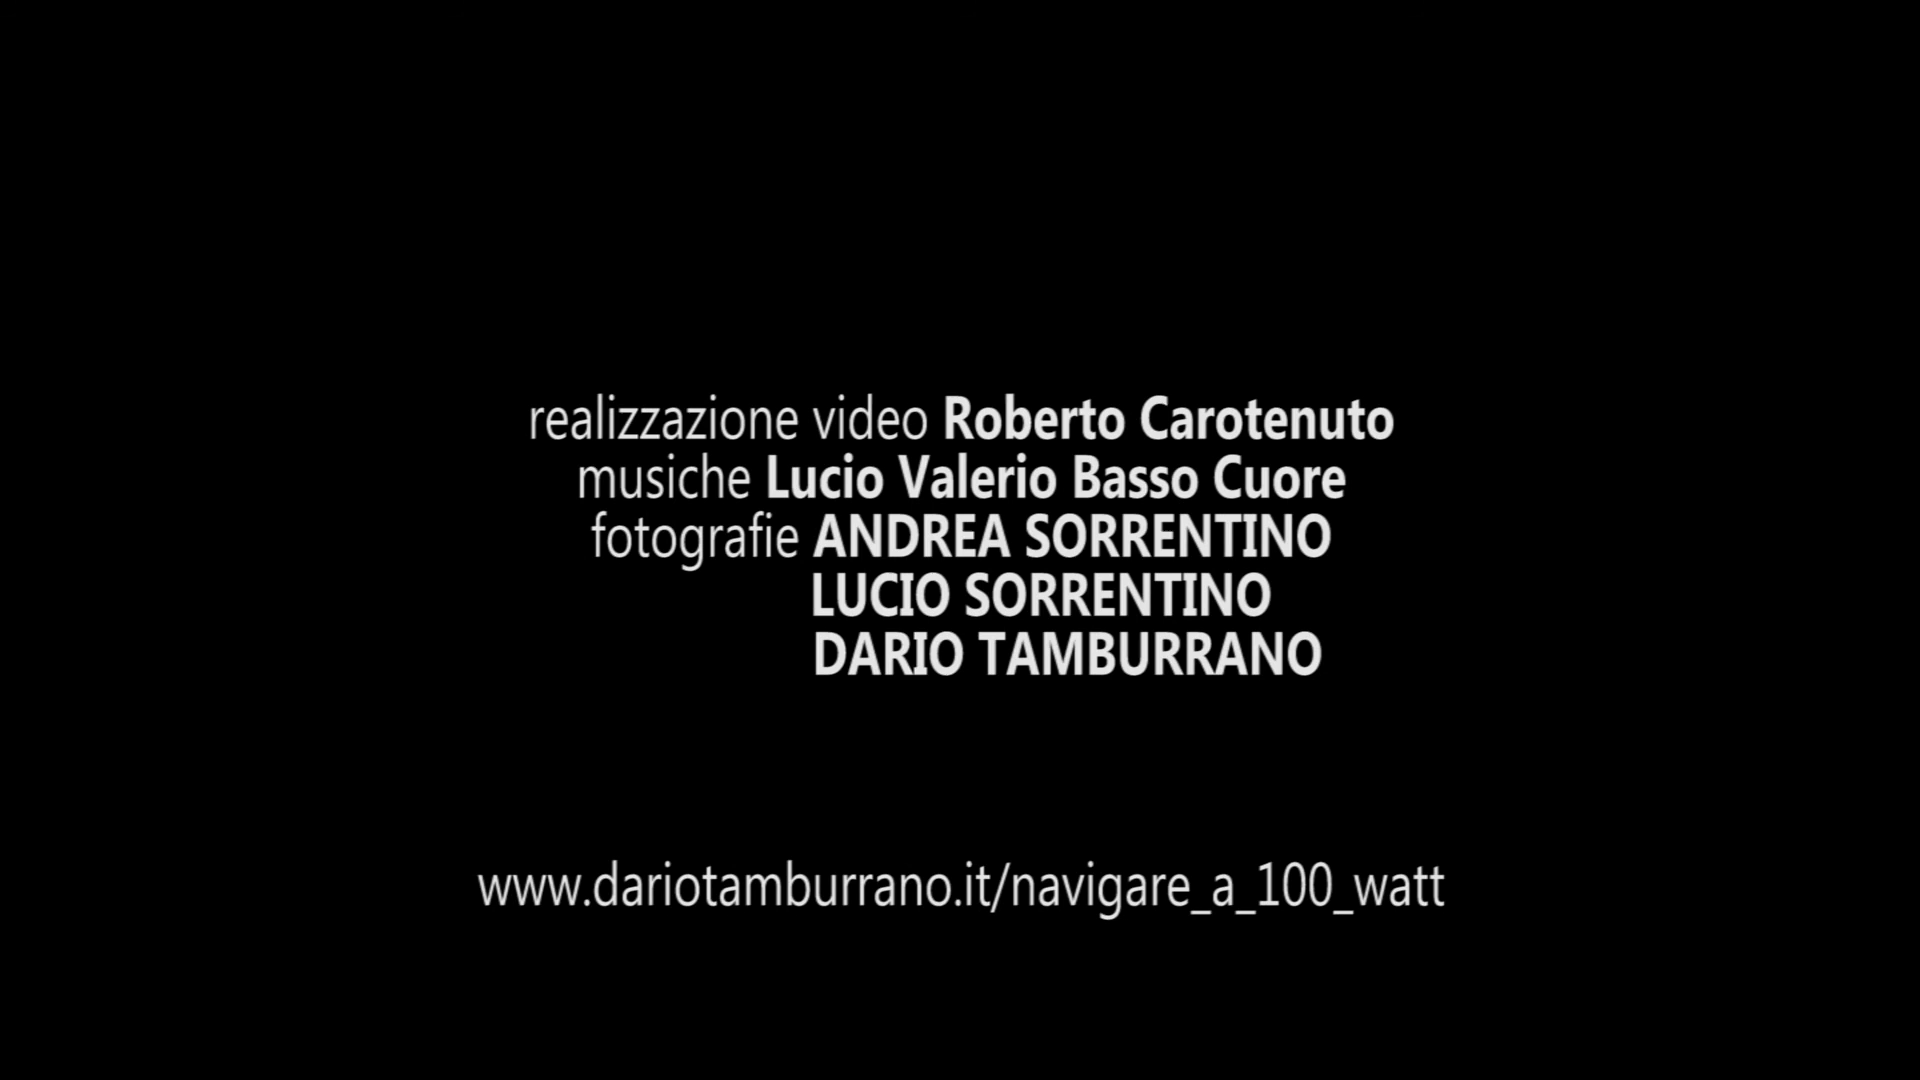 realizzazione video Roberto Carotenuto
musiche Lucio Valerio Basso Cuore
fotografie ANDREA SORRENTINO
LUCIO SORRENTINO
DARIO TAMBURRANO
www.dariotamburrano.it/navigare_a_100_watt